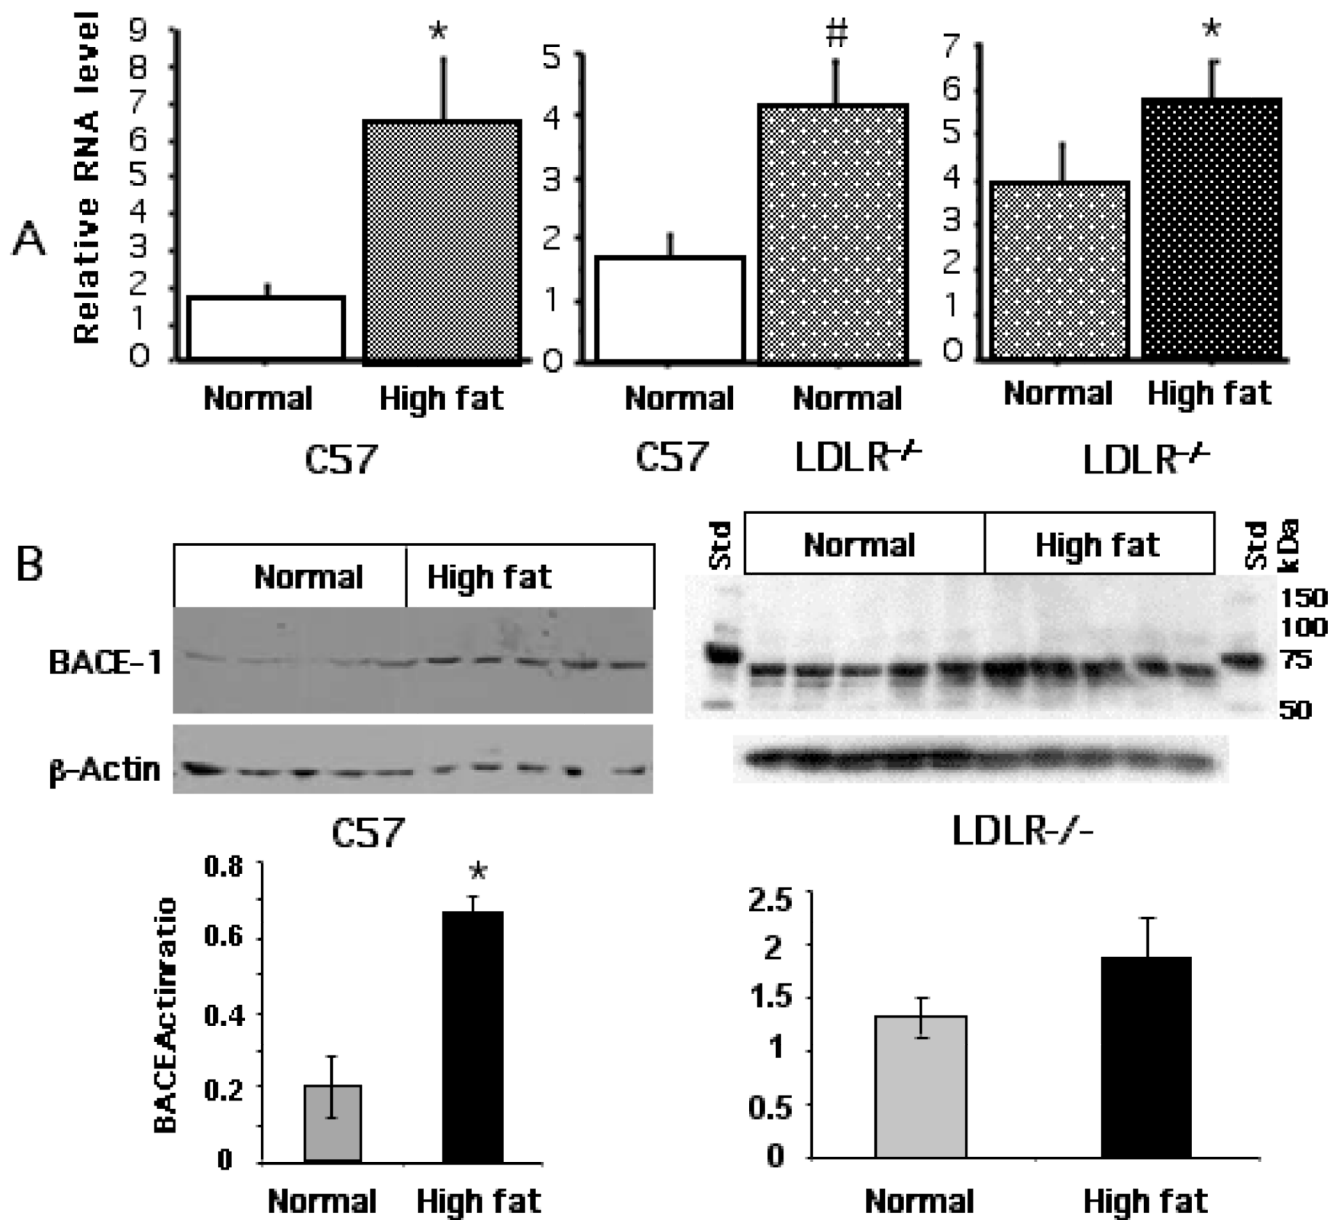 A
Relative RNA level
9
8
7
6
5
4
3
2
1
0
*
Normal High fat
C57
5
4
3
2
1
0
#
Normal Normal
C57 LDLR-/-
7
6
5
4
3
2
1
0
*
Normal High fat
LDLR-/-
B
Normal High fat
BACE-1
β-Actin
C57
Std Normal High fat Std kDa
150
100
75
50
LDLR-/-
BACEActinratio
0.8
0.6
0.4
0.2
0
*
Normal High fat
2.5
2
1.5
1
0.5
0
Normal High fat